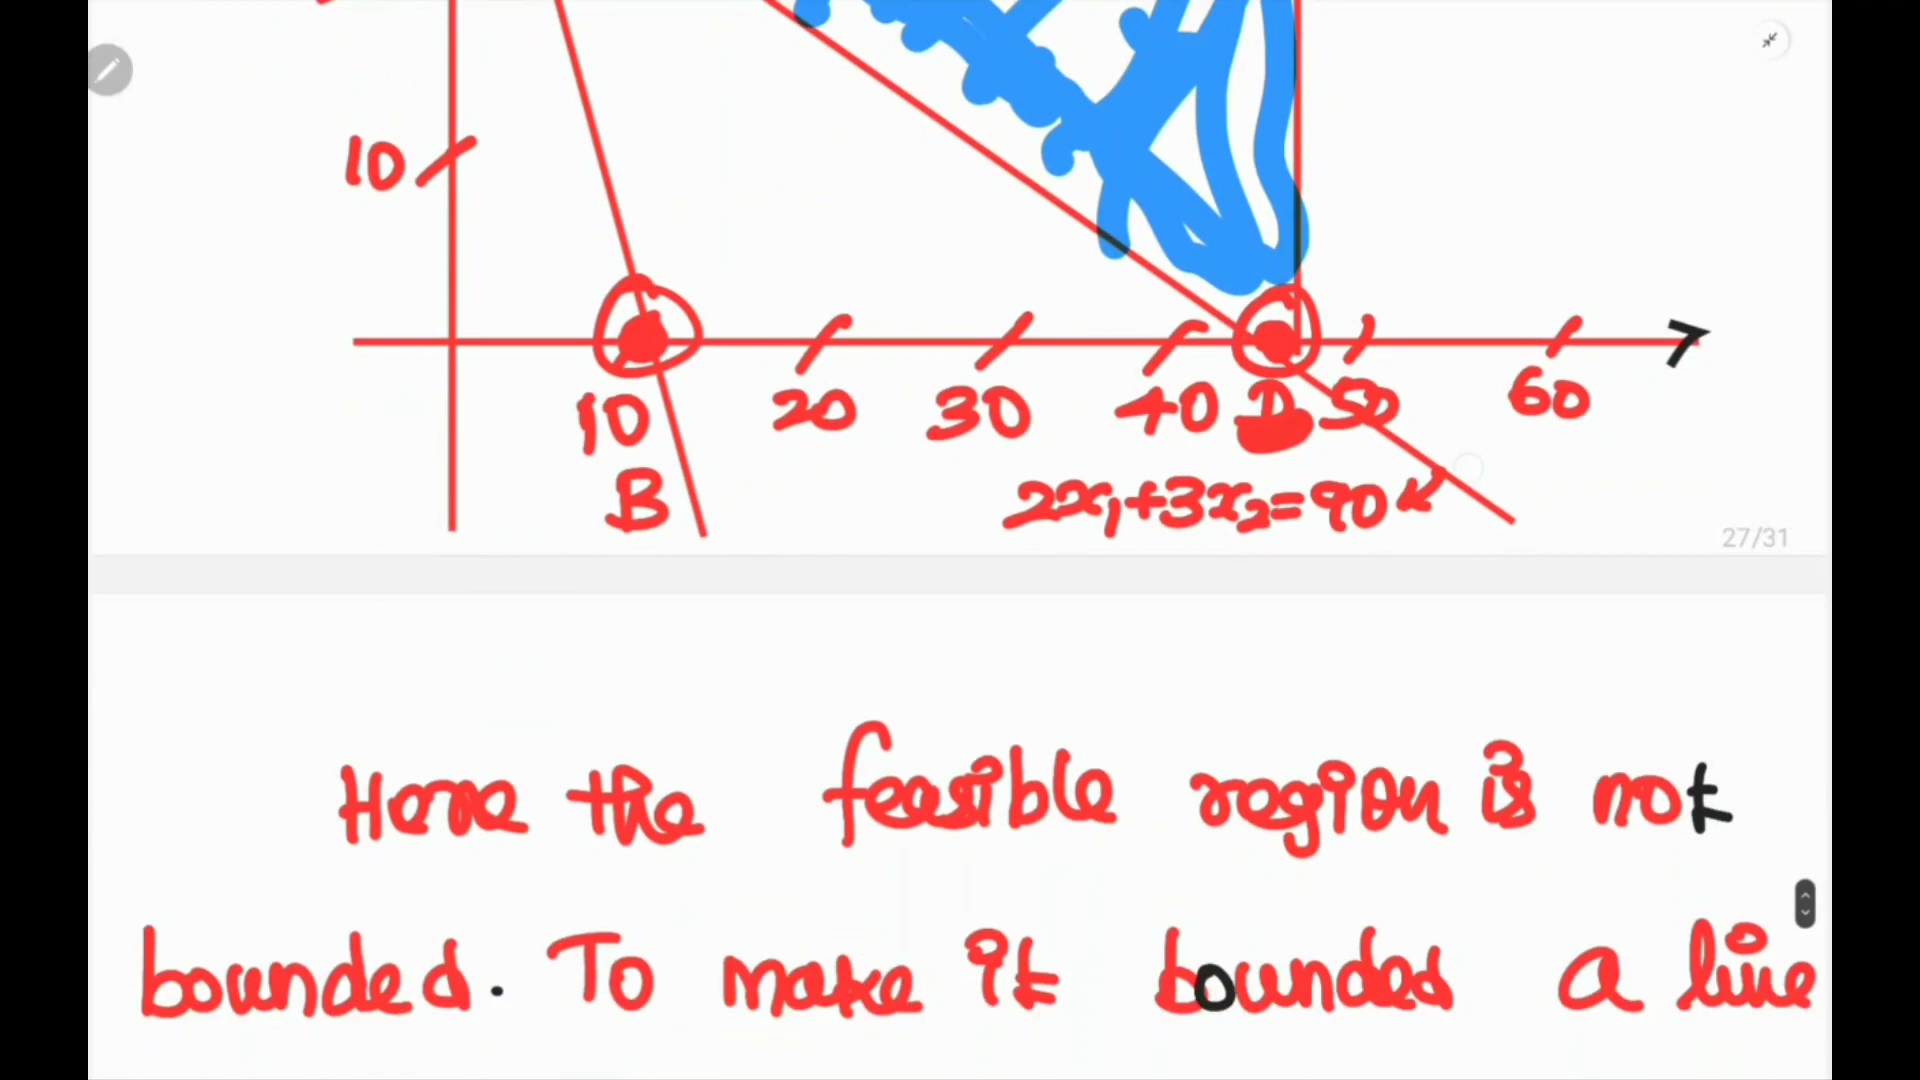 10
10 20 30 40 D 50 60
B
2x₁+3x₂=90
27/31
Here the feasible region is not
bounded. To make it bounded a line